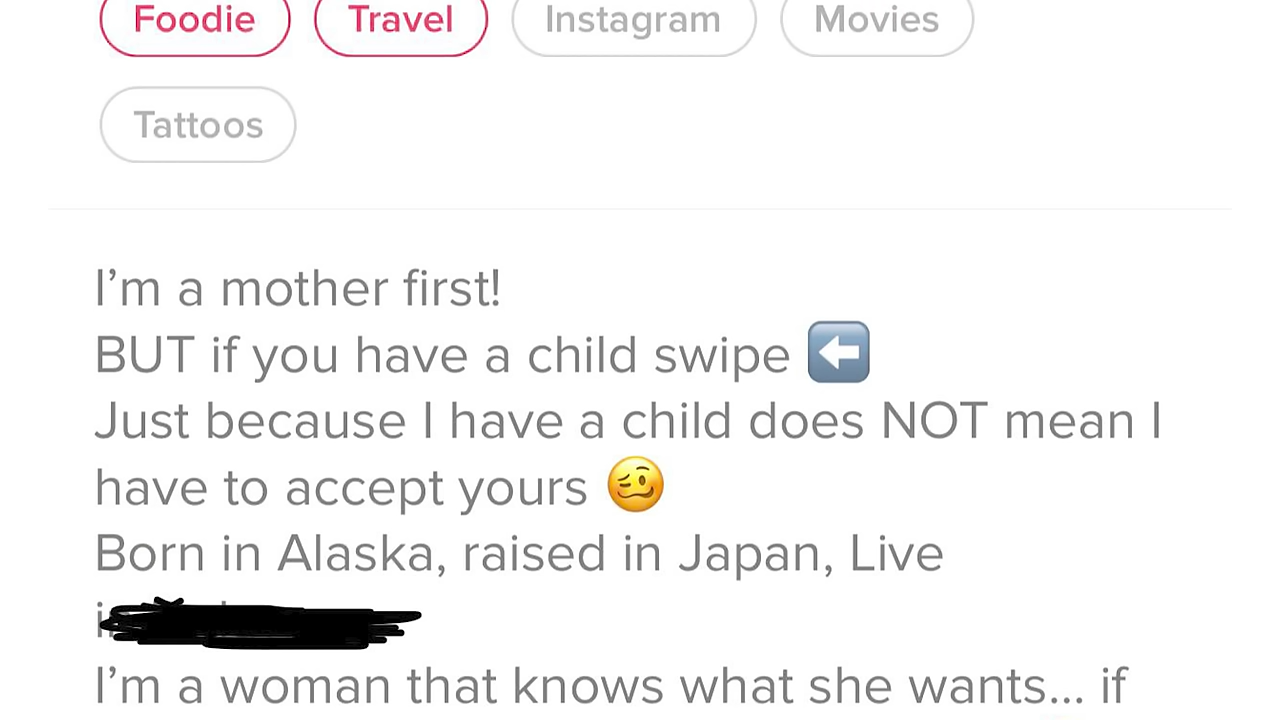 Foodie Travel Instagram Movies
Tattoos
I'm a mother first!
BUT if you have a child swipe ⬅️
Just because I have a child does NOT mean I
have to accept yours 🥴
Born in Alaska, raised in Japan, Live
I'm a woman that knows what she wants... if